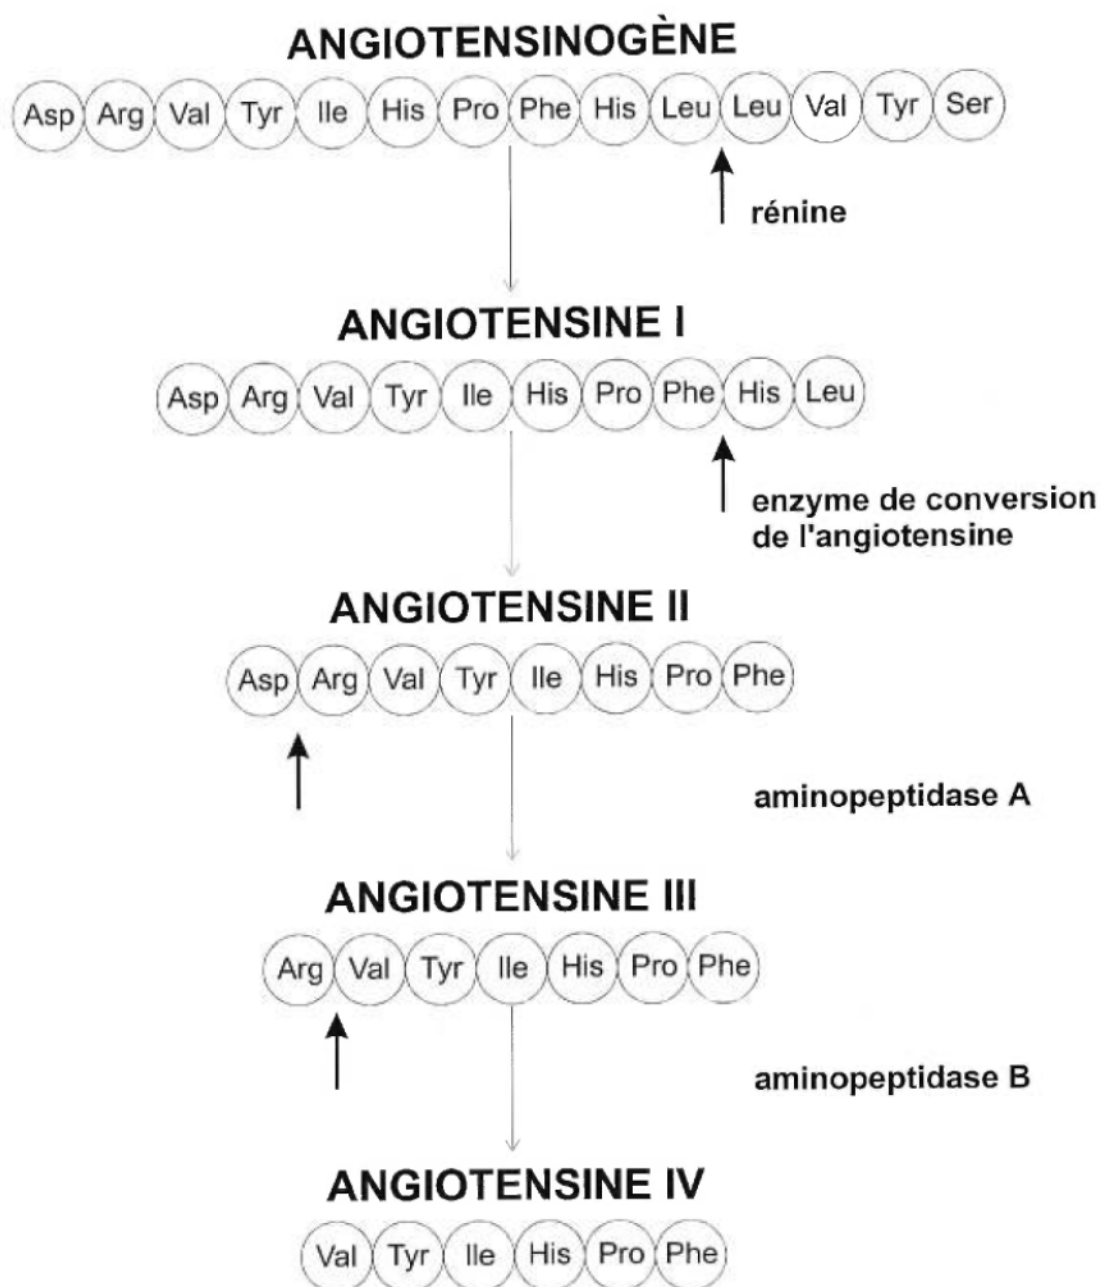 ANGIOTENSINOGÈNE
Asp Arg Val Tyr Ile His Pro Phe His Leu Leu Val Tyr Ser
rénine
ANGIOTENSINE I
Asp Arg Val Tyr Ile His Pro Phe His Leu
enzyme de conversion
de l'angiotensine
ANGIOTENSINE II
Asp Arg Val Tyr Ile His Pro Phe
aminopeptidase A
ANGIOTENSINE III
Arg Val Tyr Ile His Pro Phe
aminopeptidase B
ANGIOTENSINE IV
Val Tyr Ile His Pro Phe